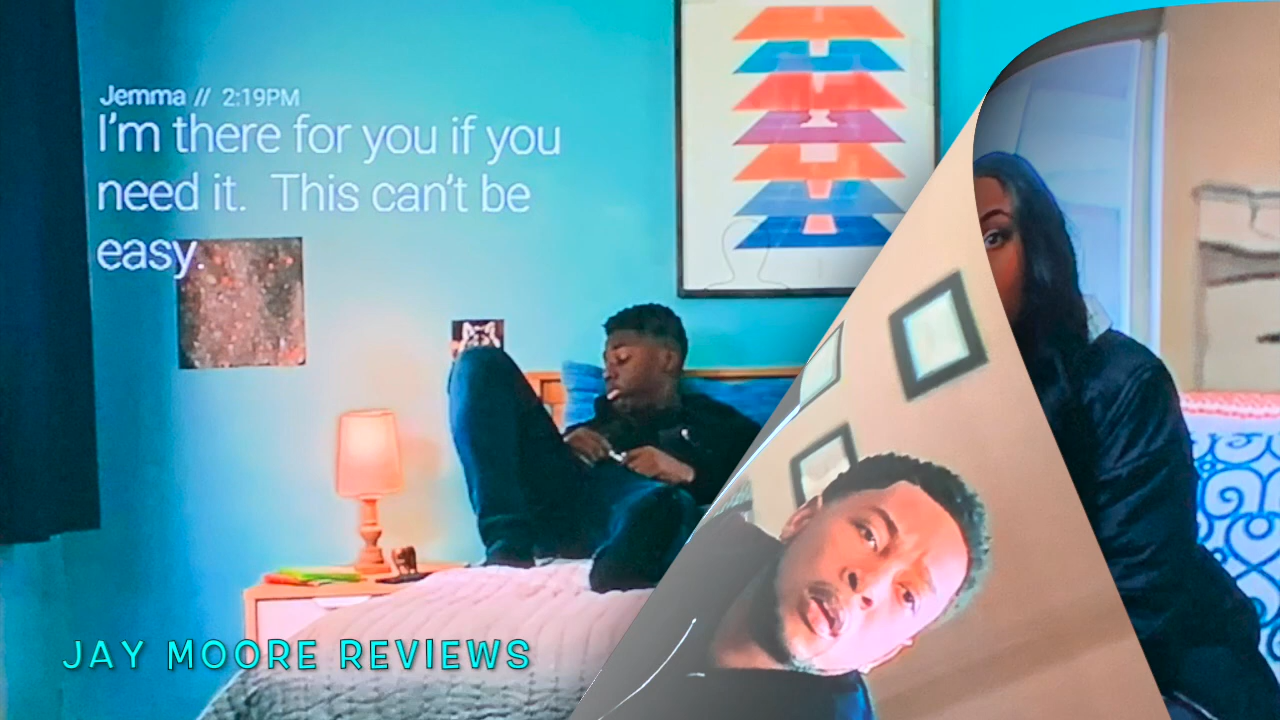 Jemma // 2:19PM
I'm there for you if you
need it. This can't be
easy.
JAY MOORE REVIEWS